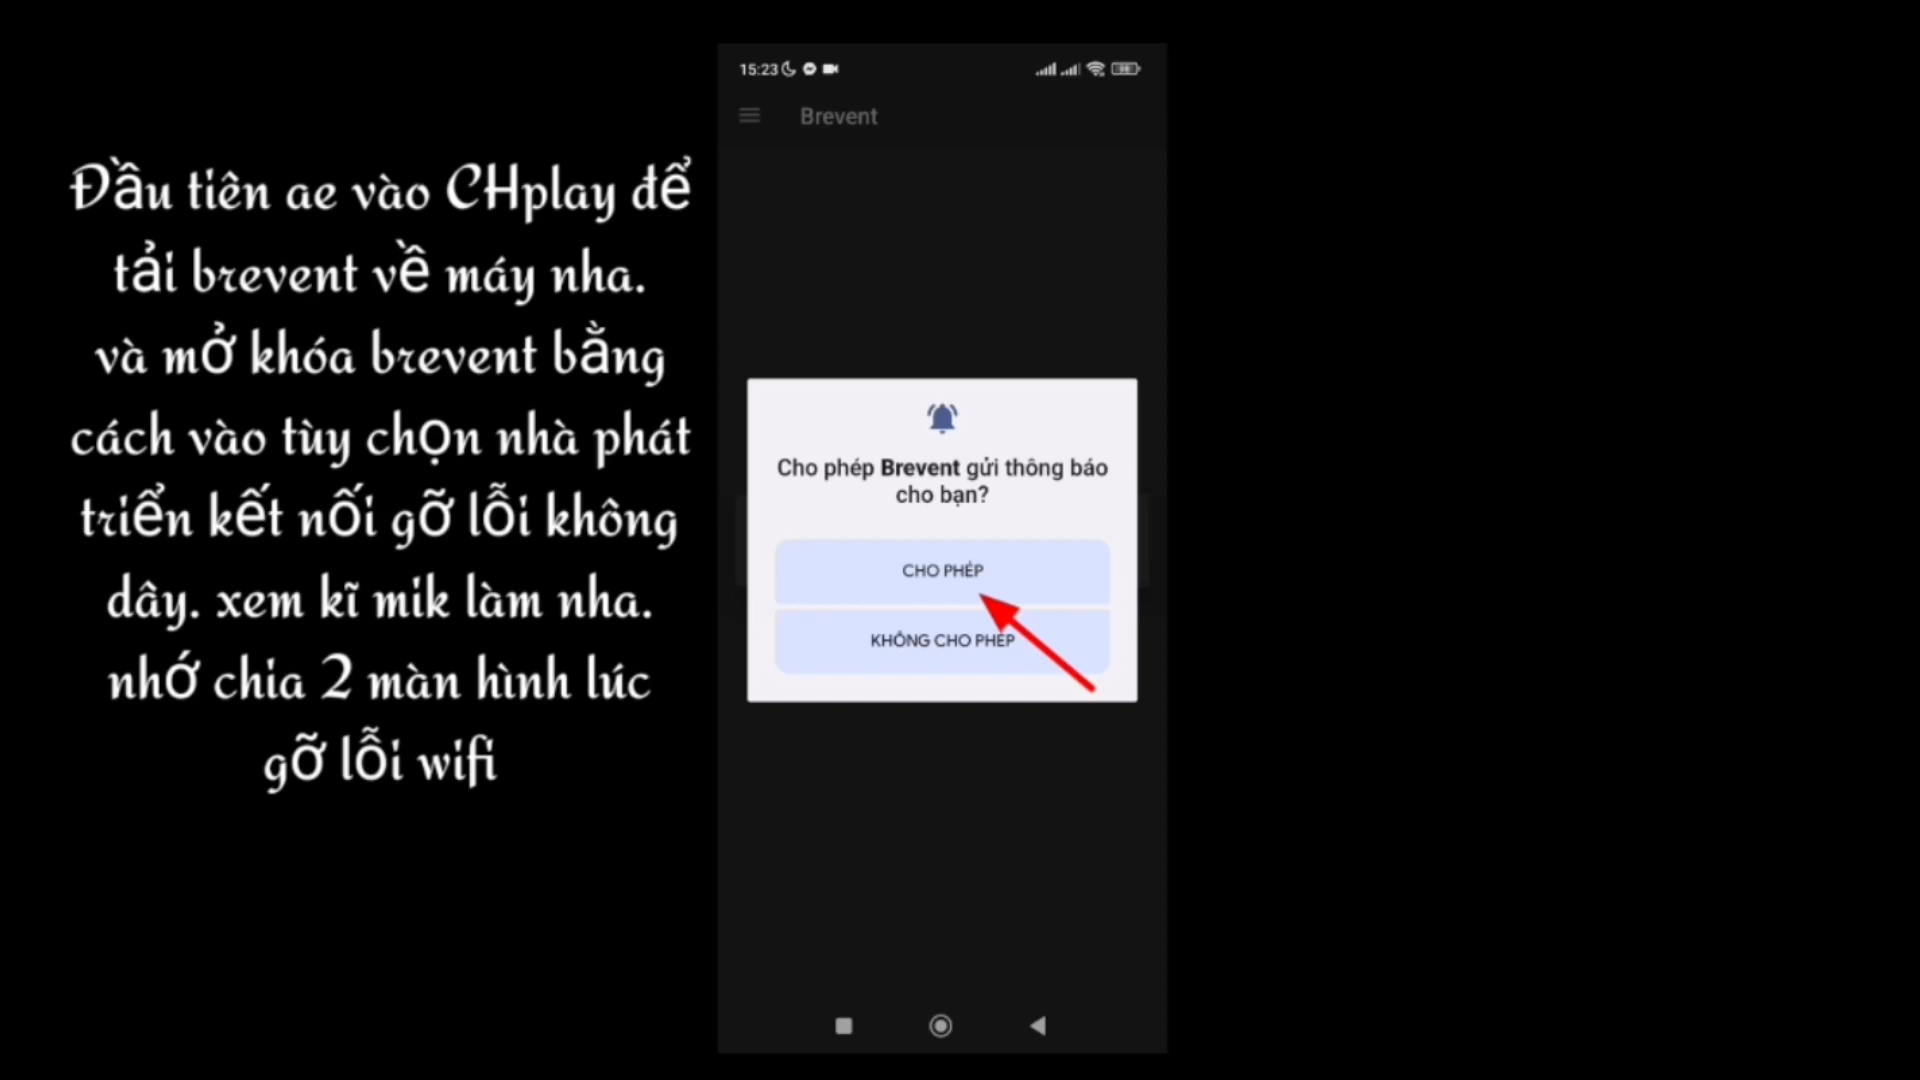 Đầu tiên ae vào CHplay để
tải brevent về máy nha.
và mở khóa brevent bằng
cách vào tùy chọn nhà phát
triển kết nối gỡ lỗi không
dây. xem kĩ mik làm nha.
nhớ chia 2 màn hình lúc
gỡ lỗi wifi
15:23
Brevent
Cho phép Brevent gửi thông báo
cho bạn?
CHO PHÉP
KHÔNG CHO PHÉP